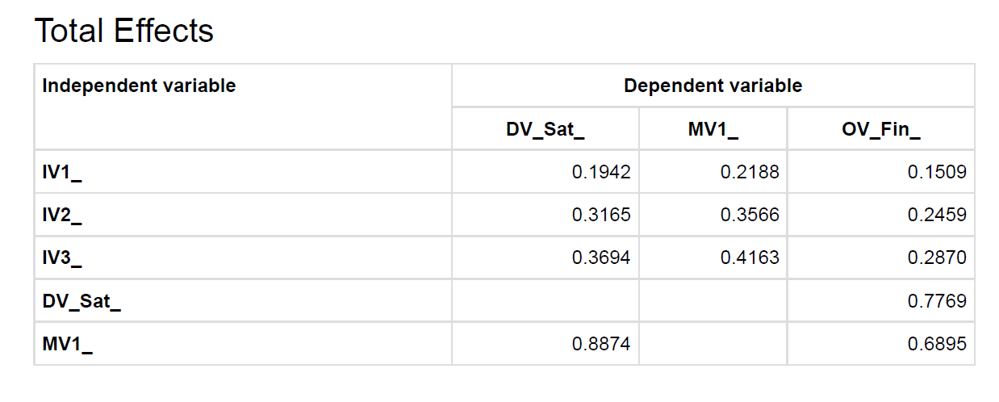 Total Effects
Independent variable Dependent variable
DV_Sat_ MV1_ OV_Fin_
IV1_ 0.1942 0.2188 0.1509
IV2_ 0.3165 0.3566 0.2459
IV3_ 0.3694 0.4163 0.2870
DV_Sat_ 0.7769
MV1_ 0.8874 0.6895